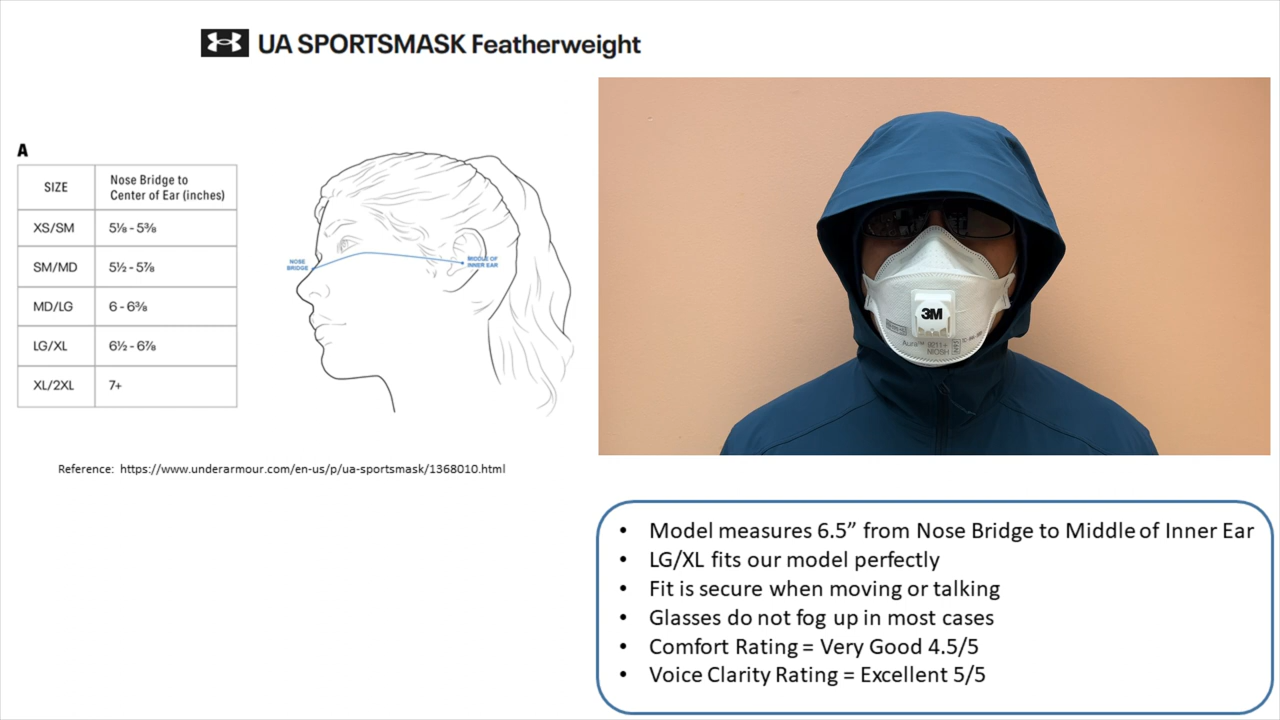 UA SPORTSMASK Featherweight
A
SIZE
Nose Bridge to
Center of Ear (inches)
XS/SM 5⅛ - 5⅜
SM/MD 5½ - 5⅞
MD/LG 6 - 6⅜
LG/XL 6½ - 6⅞
XL/2XL 7+
NOSE
BRIDGE
MIDDLE OF
INNER EAR
Reference: https://www.underarmour.com/en-us/p/ua-sportsmask/1368010.html
3M
Aura™ 9211+
NIOSH
• Model measures 6.5” from Nose Bridge to Middle of Inner Ear
• LG/XL fits our model perfectly
• Fit is secure when moving or talking
• Glasses do not fog up in most cases
• Comfort Rating = Very Good 4.5/5
• Voice Clarity Rating = Excellent 5/5